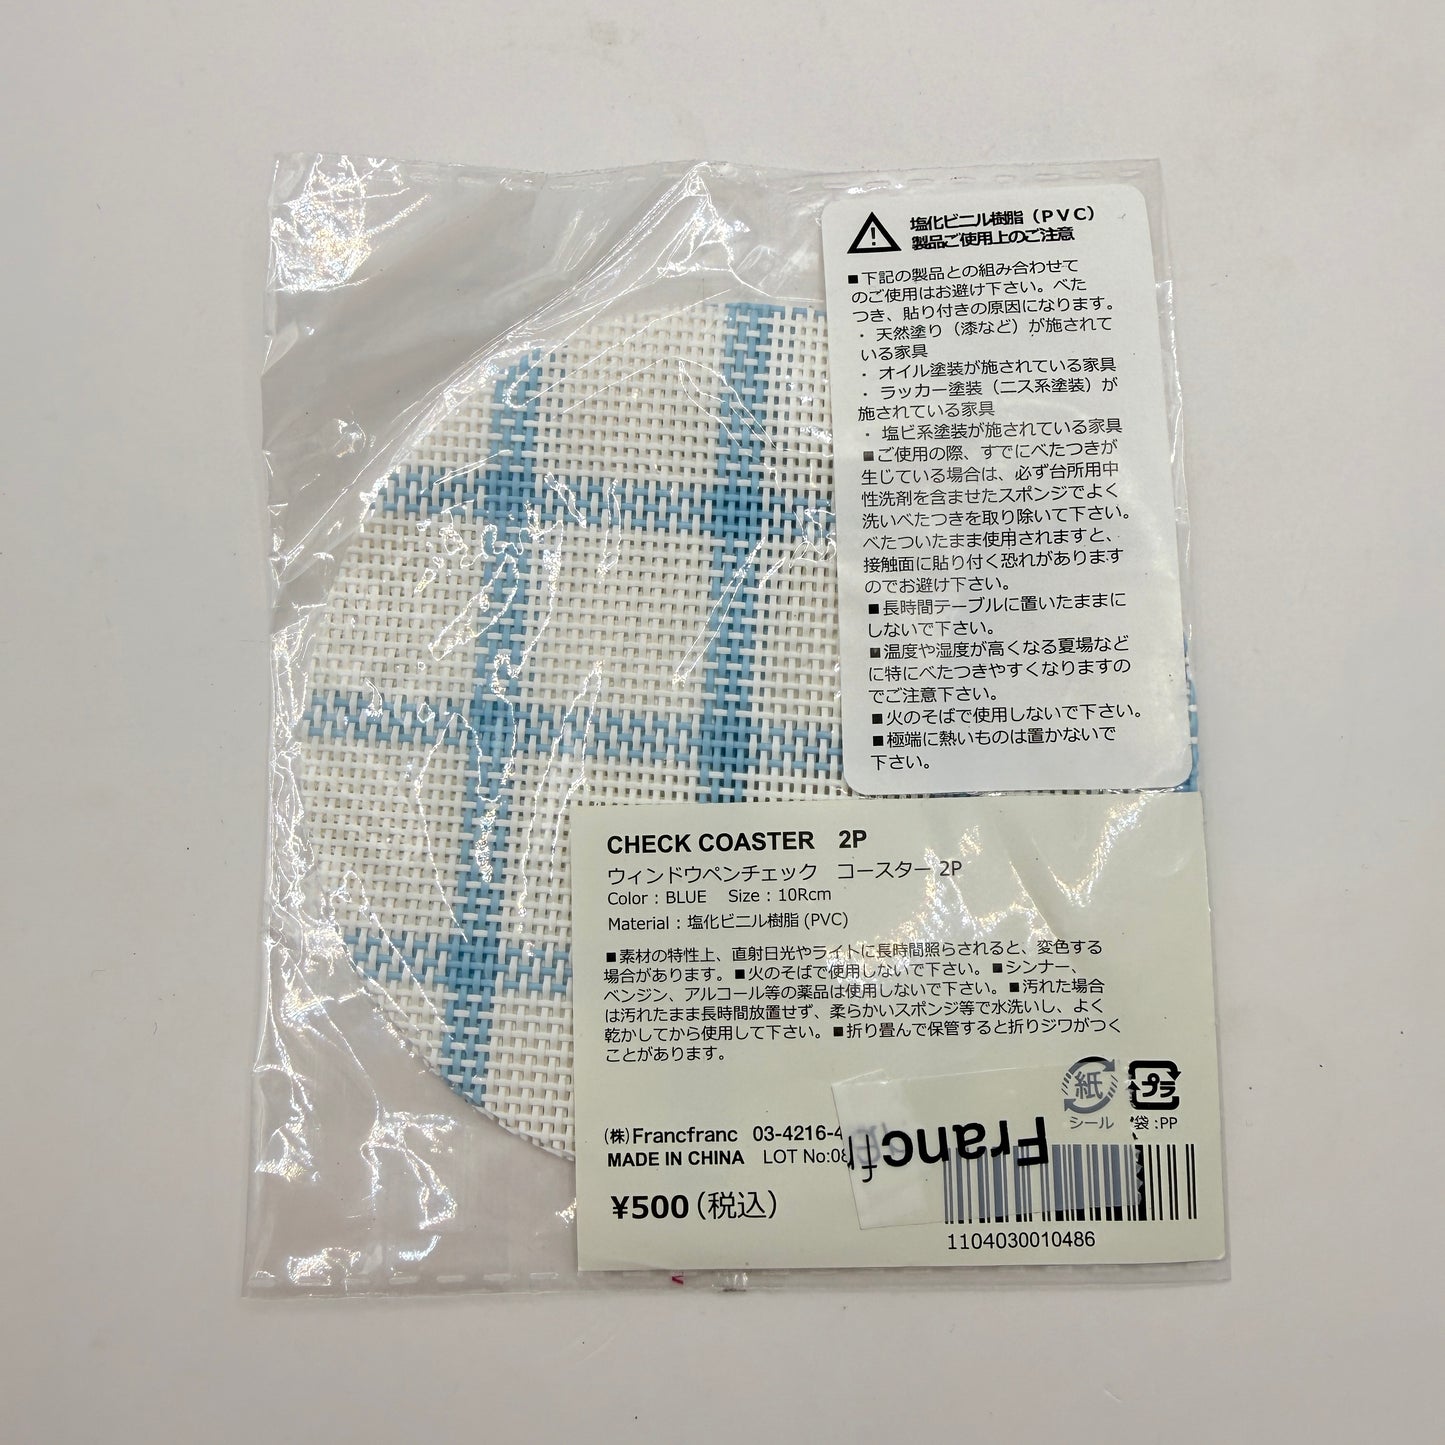 塩化ビニル樹脂（PVC）
製品ご使用上のご注意
■下記の製品との組み合わせて
のご使用はお避け下さい。べた
つき、貼り付きの原因になります。
・天然塗り（漆など）が施されて
いる家具
・オイル塗装が施されている家具
・ラッカー塗装（ニス系塗装）が
施されている家具
・塩ビ系塗装が施されている家具
■ご使用の際、すでにべたつきが
生じている場合は、必ず台所用中
性洗剤を含ませたスポンジでよく
洗いべたつきを取り除いて下さい。
べたついたまま使用されますと、
接触面に貼り付く恐れがあります
のでお避け下さい。
■長時間テーブルに置いたままに
しないで下さい。
■温度や湿度が高くなる夏場など
に特にべたつきやすくなりますの
でご注意下さい。
■火のそばで使用しないで下さい。
■極端に熱いものは置かないで
下さい。
CHECK COASTER 2P
ウィンドウペンチェック コースター 2P
Color : BLUE Size : 10Rcm
Material : 塩化ビニル樹脂 (PVC)
■素材の特性上、直射日光やライトに長時間照らされると、変色する
場合があります。■火のそばで使用しないで下さい。■シンナー、
ベンジン、アルコール等の薬品は使用しないで下さい。■汚れた場合
は汚れたまま長時間放置せず、柔らかいスポンジ等で水洗いし、よく
乾かしてから使用して下さい。■折り畳んで保管すると折りジワがつく
ことがあります。
紙 プラ
シール 袋:PP
(株)Francfranc 03-4216-4
MADE IN CHINA LOT No:08
Francfr
¥500(税込)
1104030010486